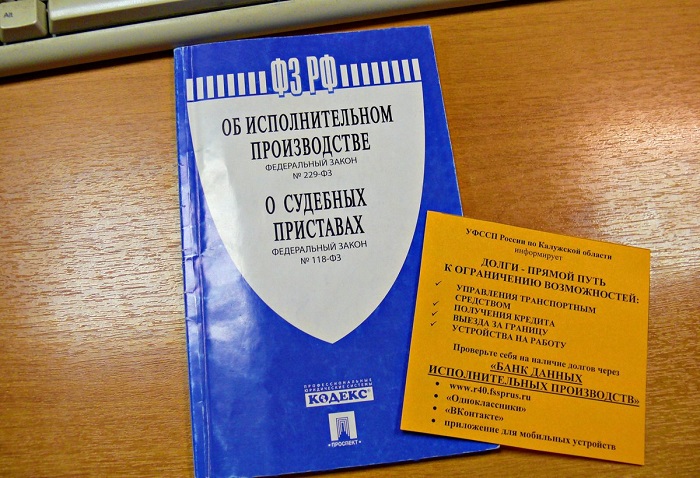 ФЗ РФ
ОБ ИСПОЛНИТЕЛЬНОМ
ПРОИЗВОДСТВЕ
ФЕДЕРАЛЬНЫЙ ЗАКОН
№ 229-ФЗ
О СУДЕБНЫХ
ПРИСТАВАХ
ФЕДЕРАЛЬНЫЙ ЗАКОН
№ 118-ФЗ
ПРОФЕССИОНАЛЬНЫЕ
ЮРИДИЧЕСКИЕ СИСТЕМЫ
КОДЕКС
•ПРОСПЕКТ•
УФССП России по Калужской области
информирует
ДОЛГИ - ПРЯМОЙ ПУТЬ
К ОГРАНИЧЕНИЮ ВОЗМОЖНОСТЕЙ:
✓ УПРАВЛЕНИЯ ТРАНСПОРТНЫМ
СРЕДСТВОМ
✓ ПОЛУЧЕНИЯ КРЕДИТА
✓ ВЫЕЗДА ЗА ГРАНИЦУ
✓ УСТРОЙСТВА НА РАБОТУ
Проверьте себя на наличие долгов через
«БАНК ДАННЫХ
ИСПОЛНИТЕЛЬНЫХ ПРОИЗВОДСТВ»
• www.r40.fssprus.ru
• «Одноклассники»
• «ВКонтакте»
• приложение для мобильных устройств